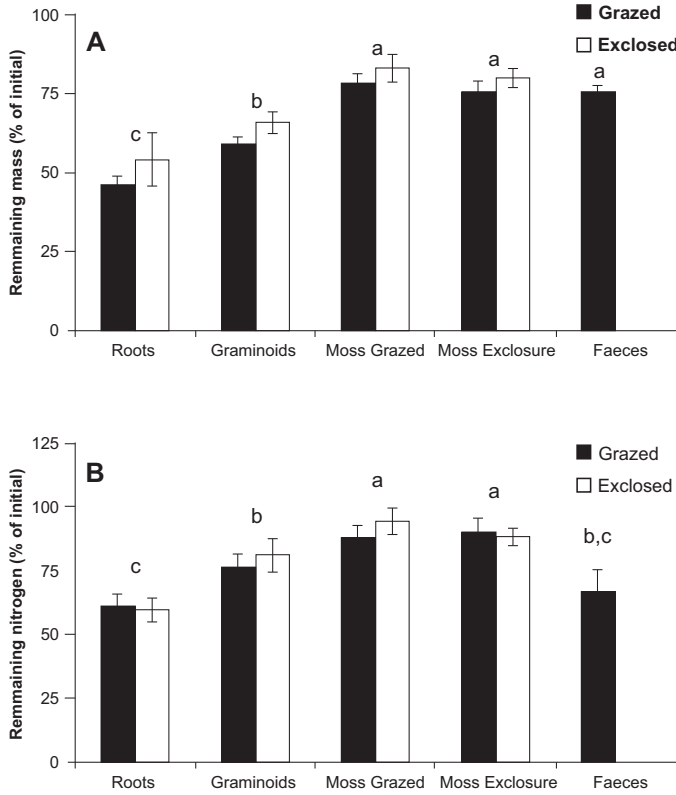 100
A
Grazed
Exclosed
a
a
a
75
b
c
50
25
0
Remmaining mass (% of initial)
Roots Graminoids Moss Grazed Moss Exclosure Faeces
125
B
Grazed
Exclosed
100
a
a
b
b,c
75
c
50
25
0
Remmaining nitrogen (% of initial)
Roots Graminoids Moss Grazed Moss Exclosure Faeces